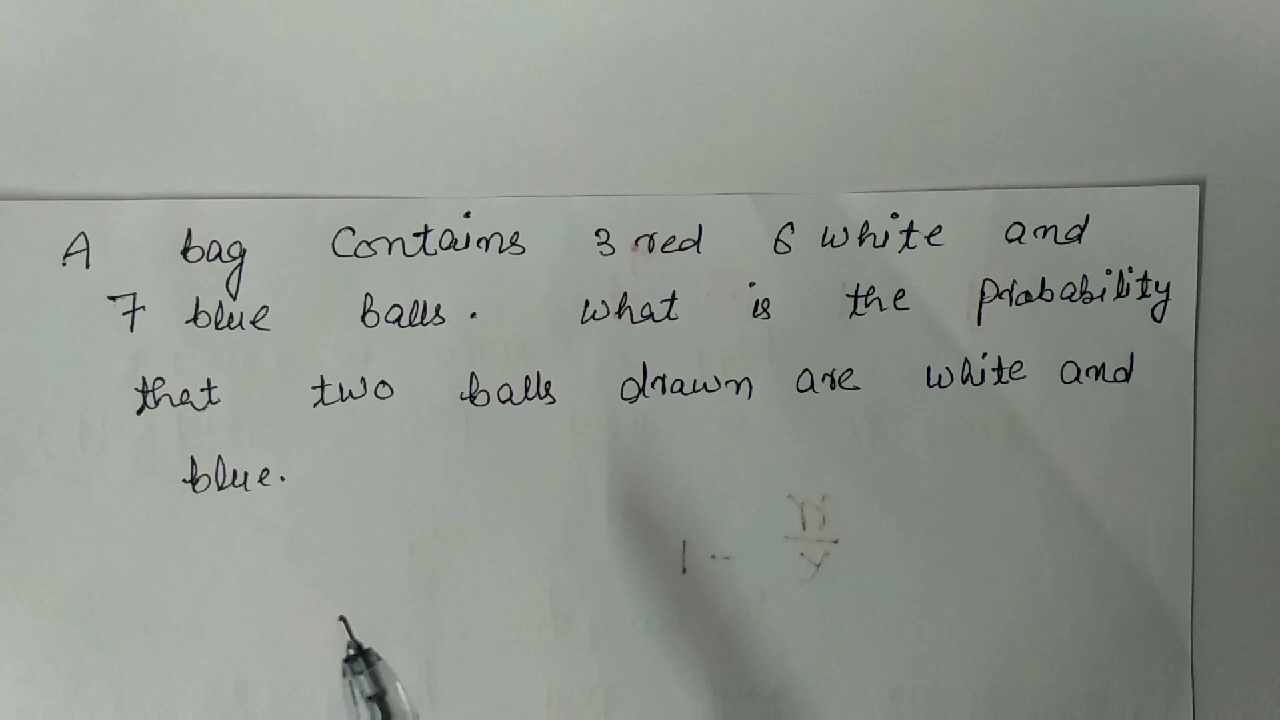 A bag Contains 3 red 6 white and
7 blue balls. What is the probability
that two balls drawn are white and
blue.